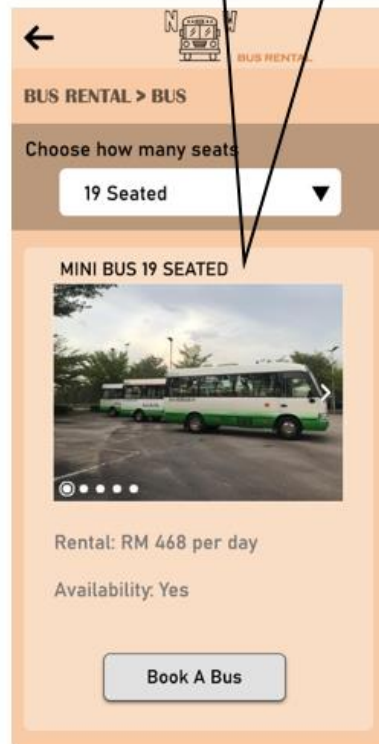 N W
BUS RENTAL
BUS RENTAL > BUS
Choose how many seats
19 Seated
MINI BUS 19 SEATED
Rental: RM 468 per day
Availability: Yes
Book A Bus